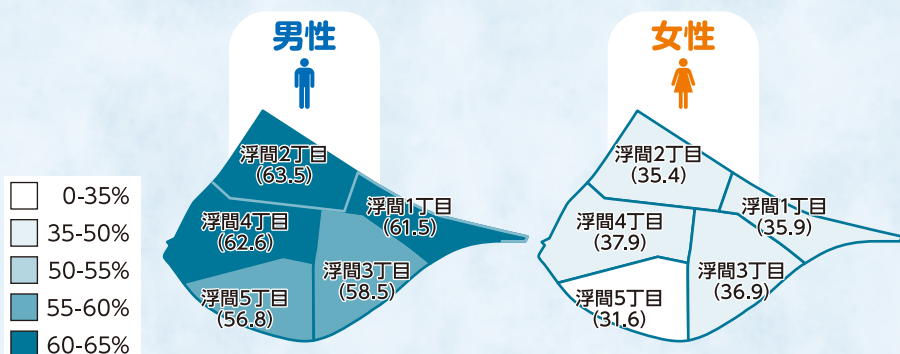 男性
女性
浮間2丁目
(63.5)
浮間1丁目
(61.5)
浮間4丁目
(62.6)
浮間3丁目
(58.5)
浮間5丁目
(56.8)
浮間2丁目
(35.4)
浮間1丁目
(35.9)
浮間4丁目
(37.9)
浮間3丁目
(36.9)
浮間5丁目
(31.6)
0-35%
35-50%
50-55%
55-60%
60-65%